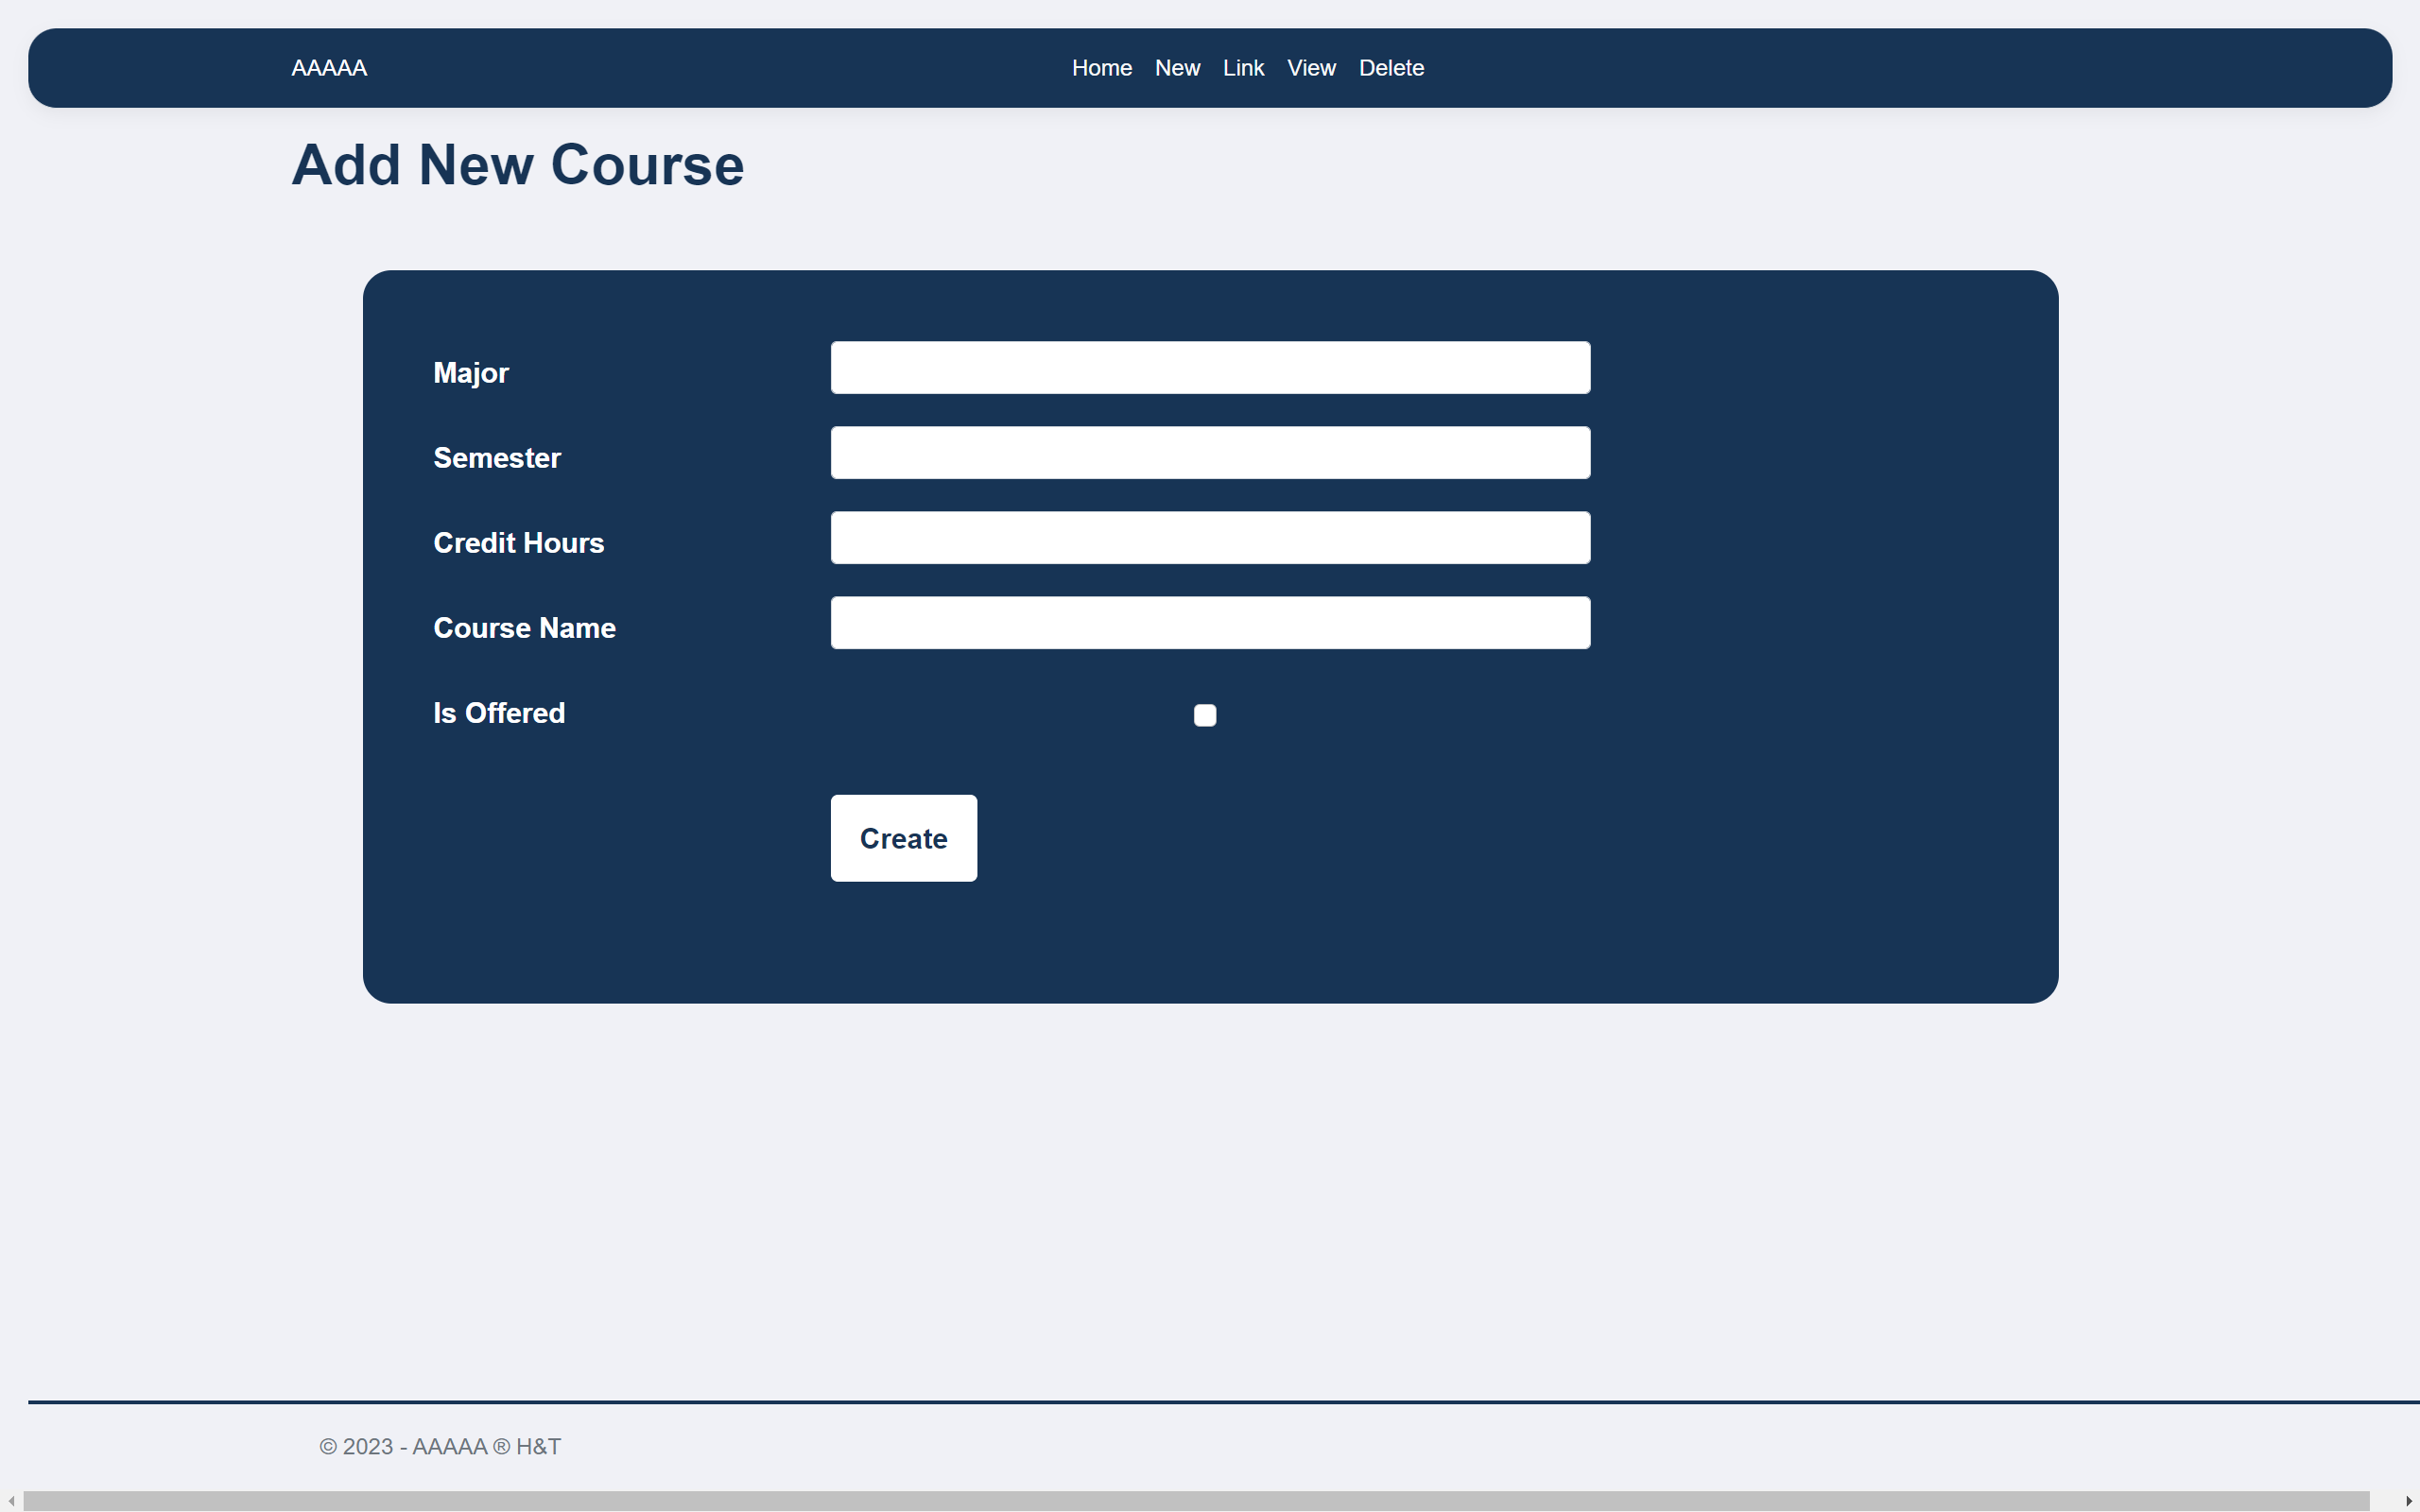 AAAAA Home New Link View Delete
Add New Course
Major
Semester
Credit Hours
Course Name
Is Offered
Create
© 2023 - AAAAA ® H&T